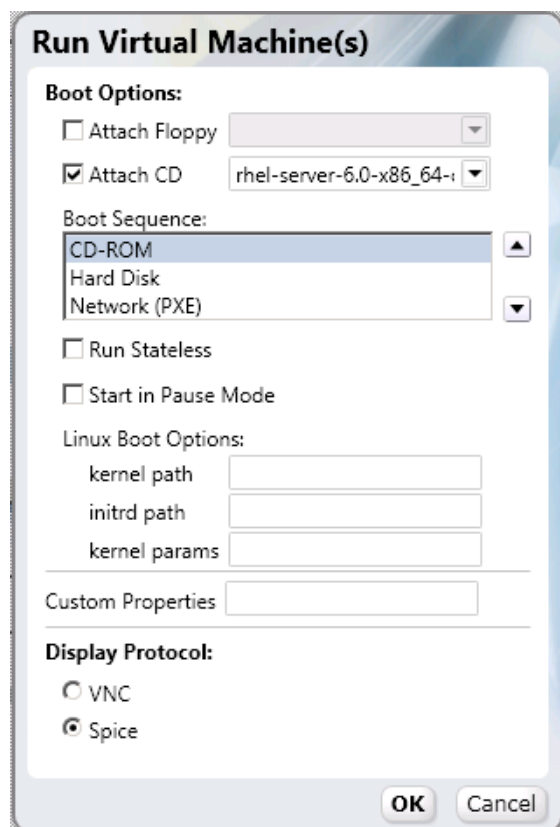 Run Virtual Machine(s)
Boot Options:
Attach Floppy
Attach CD rhel-server-6.0-x86_64-
Boot Sequence:
CD-ROM
Hard Disk
Network (PXE)
Run Stateless
Start in Pause Mode
Linux Boot Options:
kernel path
initrd path
kernel params
Custom Properties
Display Protocol:
VNC
Spice
OK Cancel